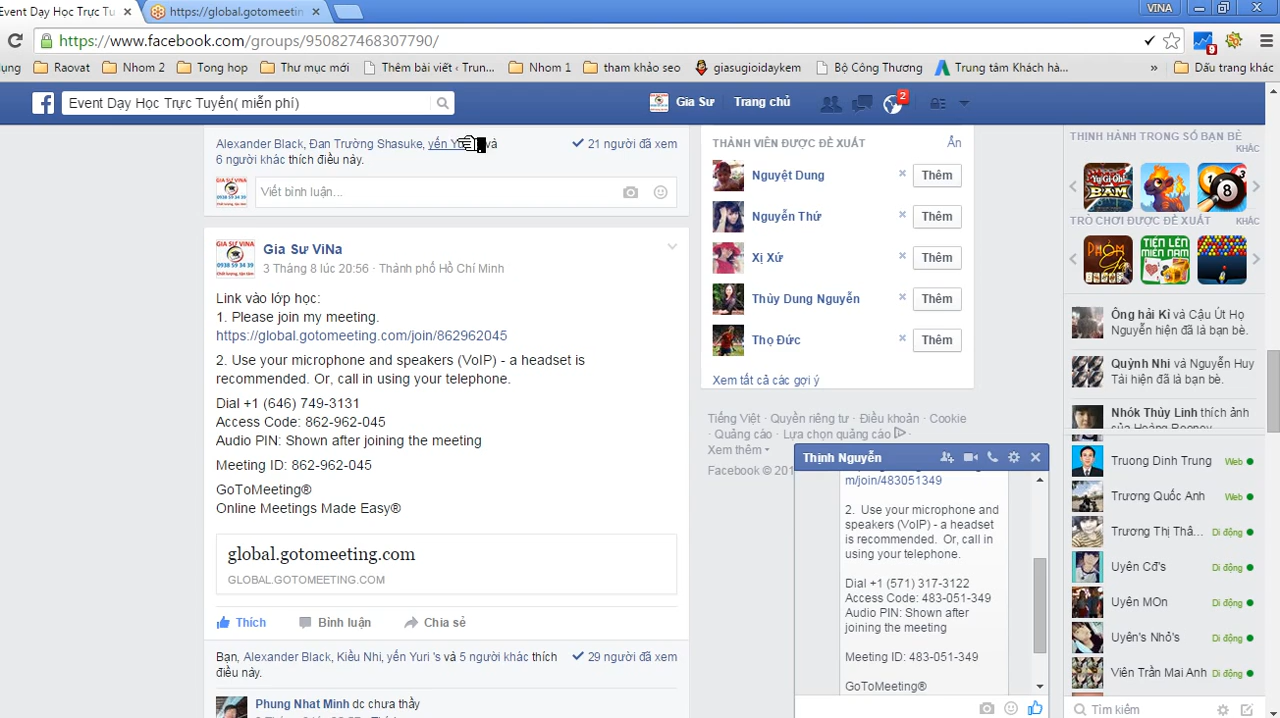 Event Dạy Học Trực Tu
https://global.gotomeetin
VINA
https://www.facebook.com/groups/950827468307790/
ụng
Raovat
Nhom 2
Tong hop
Thư mục mới
Thêm bài viết ‹ Trun...
Nhom 1
tham khảo seo
giasugioidaykem
Bộ Công Thương
Trung tâm Khách hà...
»
Dấu trang khác
9
Event Dạy Học Trực Tuyến( miễn phí)
Gia Sư
Trang chủ
2
Alexander Black, Đan Trường Shasuke, yến Yu và
6 người khác thích điều này.
21 người đã xem
Viết bình luận...
Gia Sư ViNa
3 Tháng 8 lúc 20:56 · Thành phố Hồ Chí Minh
Link vào lớp học:
1. Please join my meeting.
https://global.gotomeeting.com/join/862962045
2. Use your microphone and speakers (VoIP) - a headset is
recommended. Or, call in using your telephone.
Dial +1 (646) 749-3131
Access Code: 862-962-045
Audio PIN: Shown after joining the meeting
Meeting ID: 862-962-045
GoToMeeting®
Online Meetings Made Easy®
global.gotomeeting.com
GLOBAL.GOTOMEETING.COM
Thích
Bình luận
Chia sẻ
Bạn, Alexander Black, Kiều Nhi, yến Yuri 's và 5 người khác thích
điều này.
29 người đã xem
Phung Nhat Minh dc chưa thầy
THÀNH VIÊN ĐƯỢC ĐỀ XUẤT
Ẩn
Nguyệt Dung
Thêm
Nguyễn Thứ
Thêm
Xị Xứ
Thêm
Thùy Dung Nguyễn
Thêm
Thọ Đức
Thêm
Xem tất cả các gợi ý
Tiếng Việt · Quyền riêng tư · Điều khoản · Cookie
· Quảng cáo · Lựa chọn quảng cáo ·
Xem thêm
Facebook © 201
Thịnh Nguyễn
m/join/483051349
2. Use your microphone and
speakers (VoIP) - a headset
is recommended. Or, call in
using your telephone.
Dial +1 (571) 317-3122
Access Code: 483-051-349
Audio PIN: Shown after
joining the meeting
Meeting ID: 483-051-349
GoToMeeting®
THỊNH HÀNH TRONG SỐ BẠN BÈ
KHÁC
TRÒ CHƠI ĐƯỢC ĐỀ XUẤT
KHÁC
Ông hải Ki và Cậu Út Họ
Nguyễn hiện đã là bạn bè.
Quỳnh Nhi và Nguyễn Huy
Tài hiện đã là bạn bè.
Nhók Thùy Linh thích ảnh
của Hoàng Rooney
Truong Dinh Trung
Web
Trương Quốc Anh
Web
Trương Thị Thâ...
Di động
Uyên Cđ's
Di động
Uyên MOn
Di động
Uyên's Nhỏ's
Di động
Viên Trần Mai Anh
Di động
Tìm kiếm